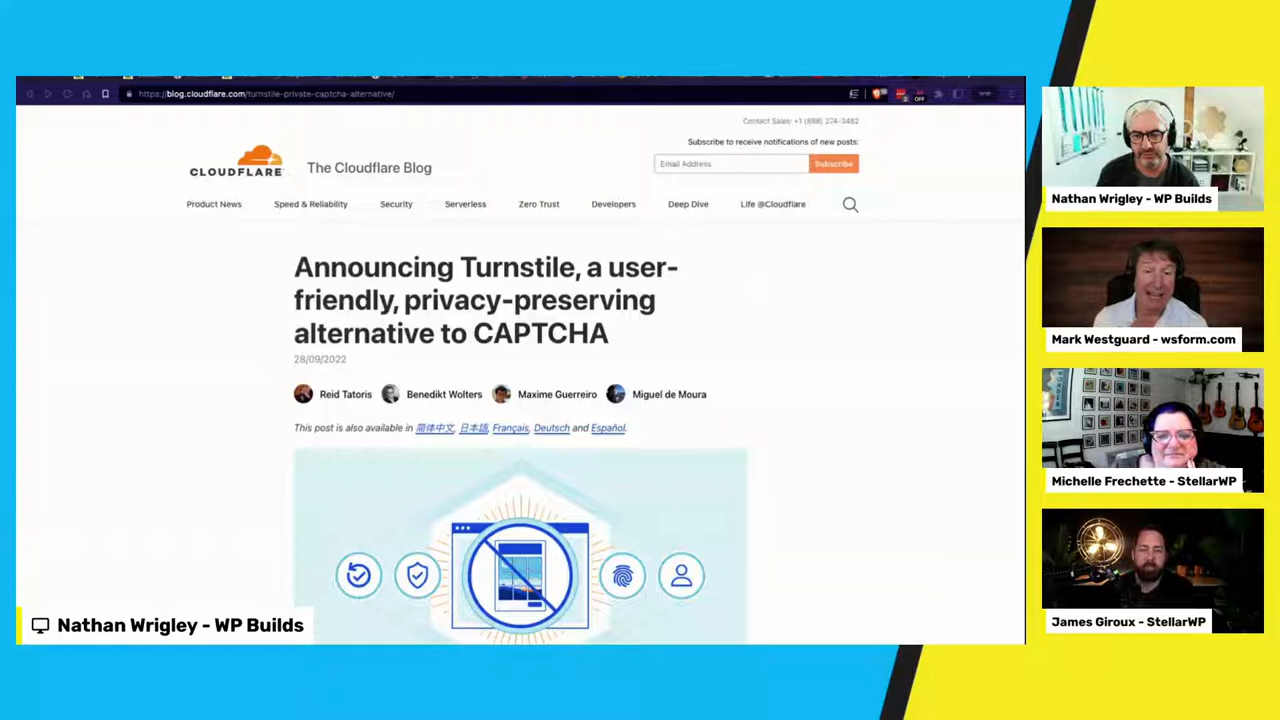 https://blog.cloudflare.com/turnstile-private-captcha-alternative/
OFF
Contact Sales: +1 (888) 274-3482
Subscribe to receive notifications of new posts:
Email Address
Subscribe
CLOUDFLARE
The Cloudflare Blog
Product News
Speed & Reliability
Security
Serverless
Zero Trust
Developers
Deep Dive
Life @Cloudflare
Announcing Turnstile, a user-
friendly, privacy-preserving
alternative to CAPTCHA
28/09/2022
Reid Tatoris
Benedikt Wolters
Maxime Guerreiro
Miguel de Moura
This post is also available in 简体中文, 日本語, Français, Deutsch and Español.
Nathan Wrigley - WP Builds
Nathan Wrigley - WP Builds
Mark Westguard - wsform.com
Michelle Frechette - StellarWP
James Giroux - StellarWP